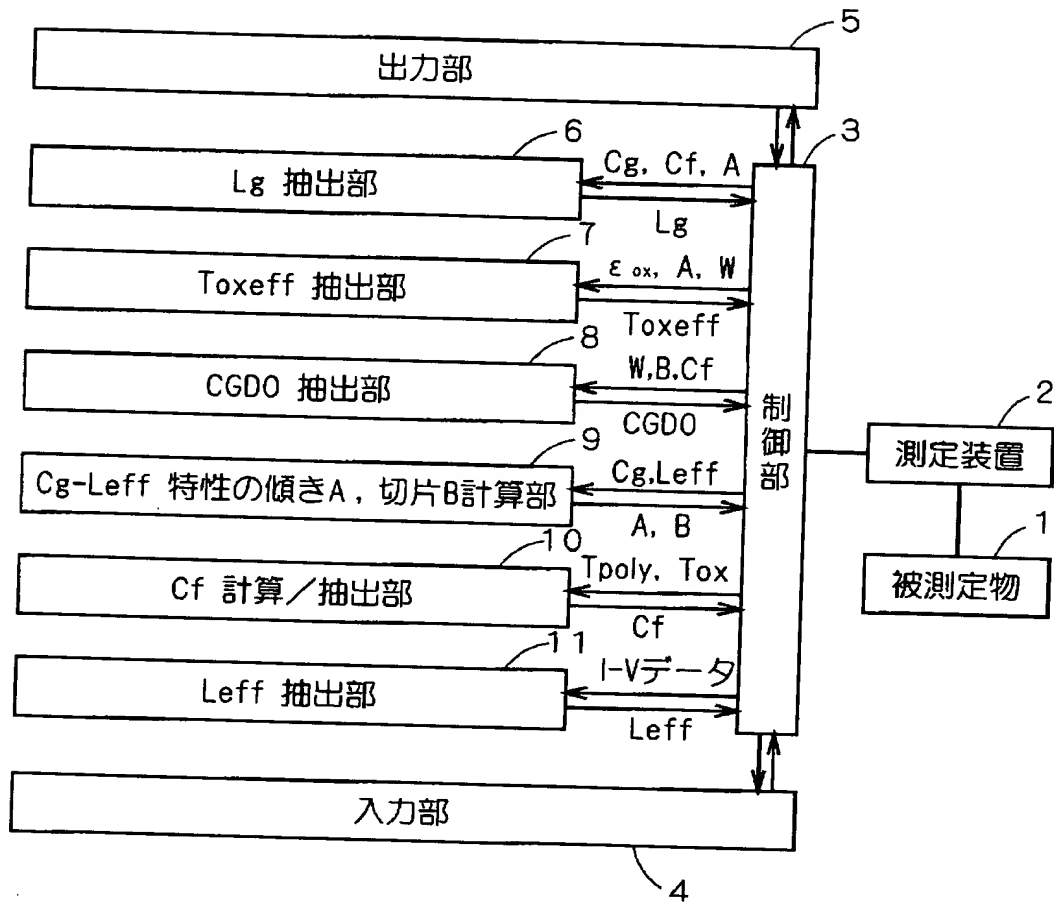 5
出力部
3
6
Lg 抽出部
Cg, Cf, A
Lg
7
Toxeff 抽出部
εox, A, W
Toxeff
8
CGDO 抽出部
W,B,Cf
CGDO
制御部
2
測定装置
9
Cg-Leff 特性の傾きA, 切片B計算部
Cg,Leff
A, B
1
被測定物
10
Cf 計算／抽出部
Tpoly, Tox
Cf
11
Leff 抽出部
I-Vデータ
Leff
入力部
4